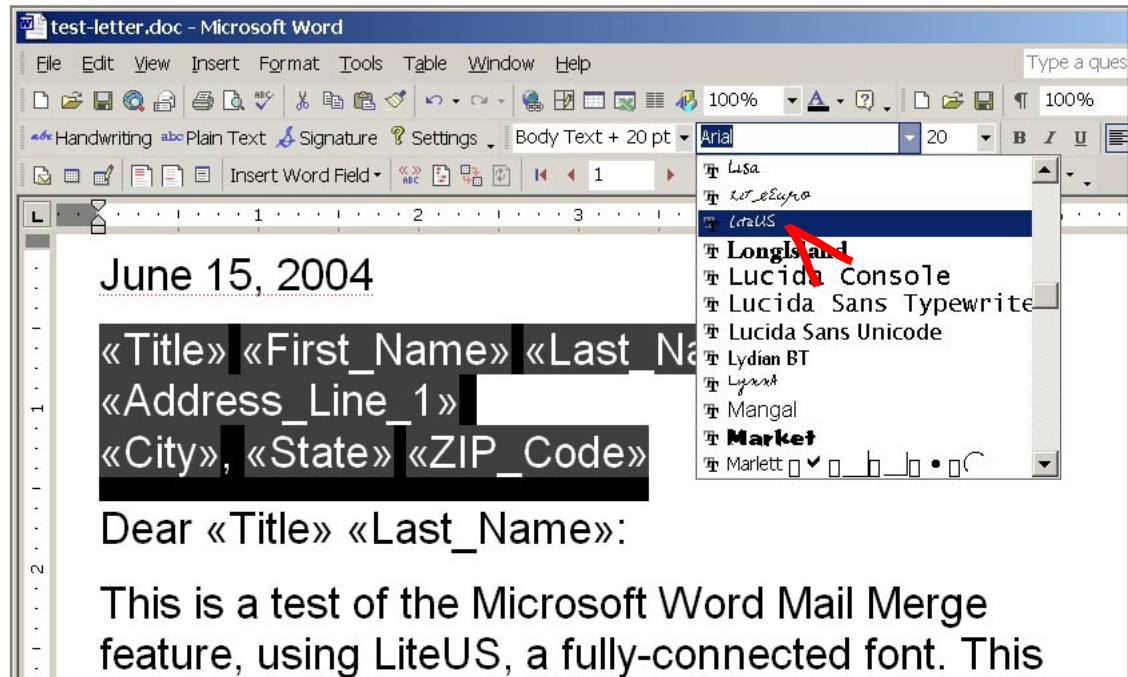 test-letter.doc - Microsoft Word
File Edit View Insert Format Tools Table Window Help Type a ques
100% 100%
Handwriting Plain Text Signature Settings Body Text + 20 pt Arial 20 B I U
Insert Word Field 1
Lisa
LiteUS
LongIsland
Lucida Console
Lucida Sans Typewrite
Lucida Sans Unicode
Lydian BT
Lynx
Mangal
Market
Marlett
L 1 2 3
June 15, 2004
«Title» «First_Name» «Last_Na
«Address_Line_1»
«City», «State» «ZIP_Code»
Dear «Title» «Last_Name»:
This is a test of the Microsoft Word Mail Merge
feature, using LiteUS, a fully-connected font. This